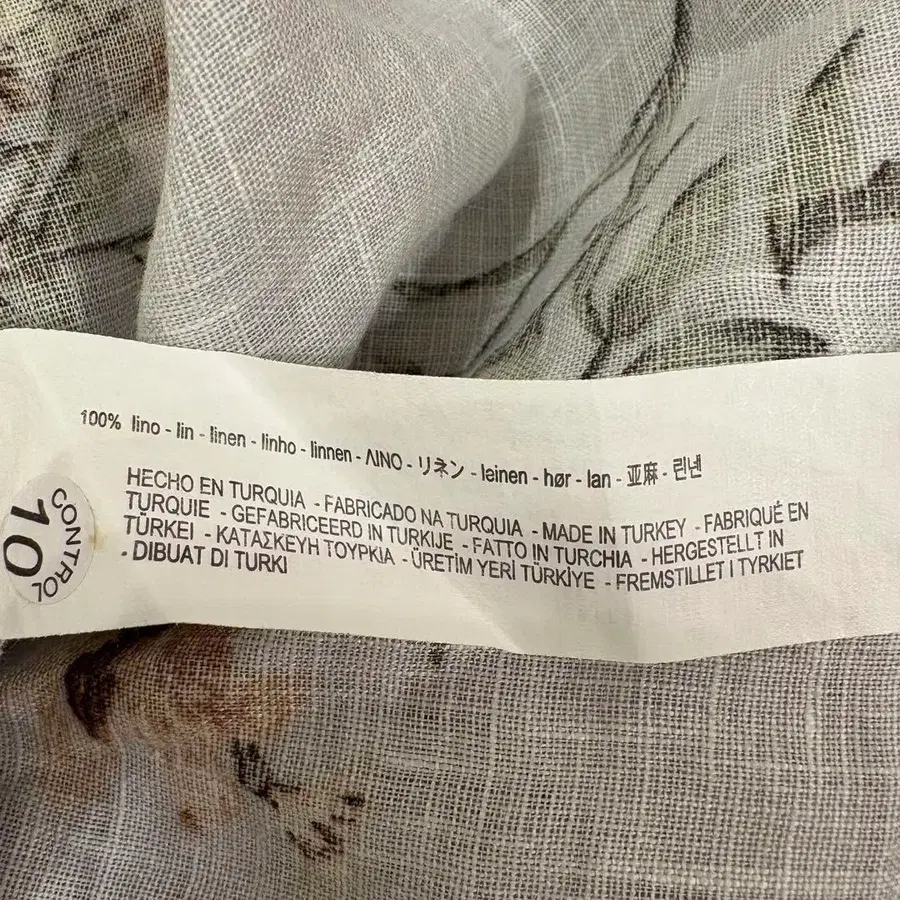 100% lino - lin - linen - linho - linnen - ΛΙΝΟ - リネン - leinen - hør - lan - 亚麻 - 린넨
HECHO EN TURQUIA - FABRICADO NA TURQUIA - MADE IN TURKEY - FABRIQUÉ EN
TURQUIE - GEFABRICEERD IN TURKIJE - FATTO IN TURCHIA - HERGESTELLT IN
TÜRKEI - ΚΑΤΑΣΚΕΥΗ ΤΟΥΡΚΙΑ - ÜRETİM YERİ TÜRKİYE - FREMSTILLET I TYRKIET
- DIBUAT DI TURKI
CONTROL
10